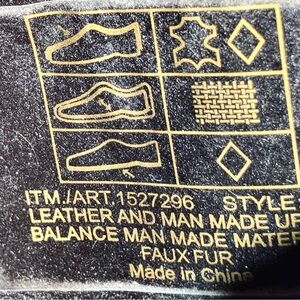 ITM./ART.1527296 STYLE
LEATHER AND MAN MADE UP
BALANCE MAN MADE MATER
FAUX FUR
Made in China